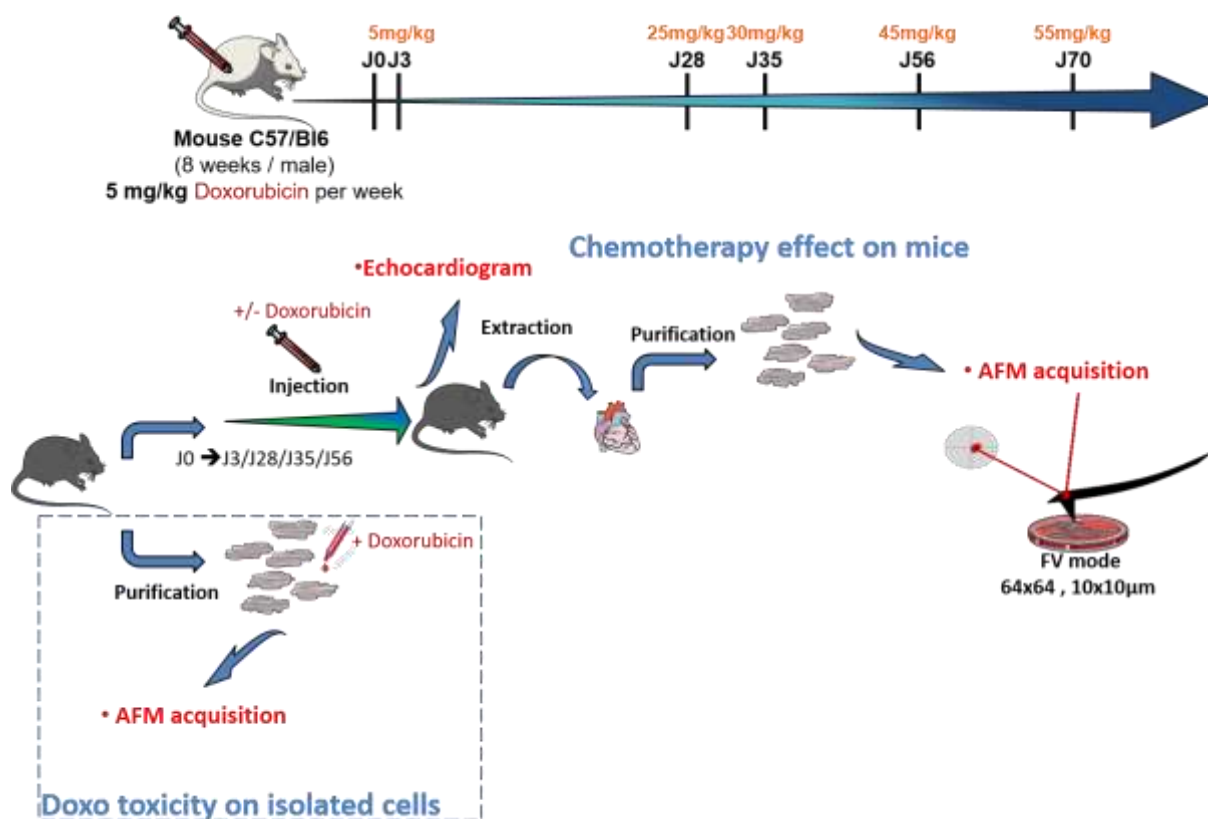 5mg/kg 25mg/kg 30mg/kg 45mg/kg 55mg/kg
J0 J3 J28 J35 J56 J70
Mouse C57/Bl6
(8 weeks / male)
5 mg/kg Doxorubicin per week
Chemotherapy effect on mice
•Echocardiogram
+/- Doxorubicin
Extraction
Purification
Injection
• AFM acquisition
J0 ➔J3/J28/J35/J56
+ Doxorubicin
Purification
FV mode
64x64 , 10x10µm
• AFM acquisition
Doxo toxicity on isolated cells